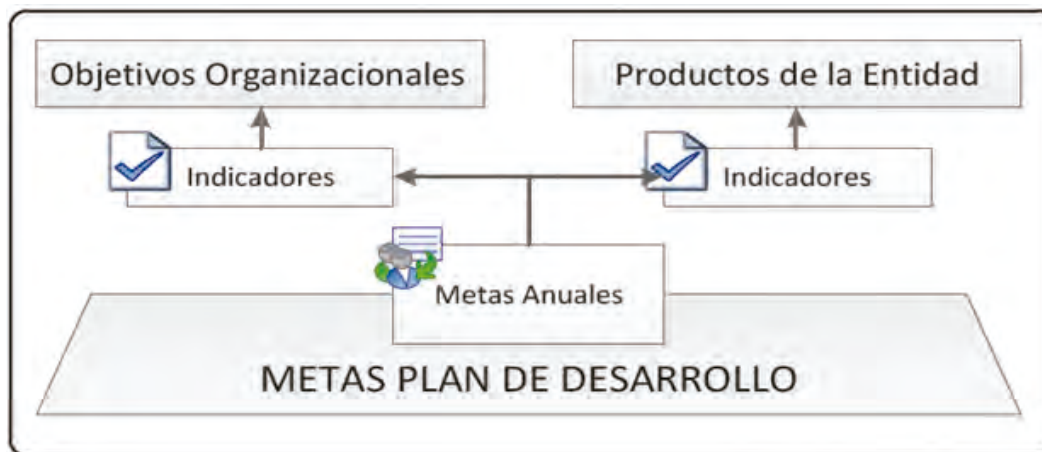 Objetivos Organizacionales
Productos de la Entidad
Indicadores
Indicadores
Metas Anuales
METAS PLAN DE DESARROLLO